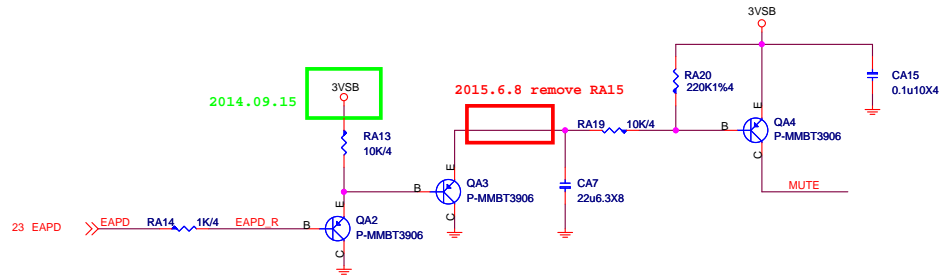 3VSB
2014.09.15
3VSB
2015.6.8 remove RA15
RA20
220K1%4
CA15
0.1u10X4
RA13
10K/4
RA19
10K/4
B
E
C
QA4
P-MMBT3906
B
E
C
QA3
P-MMBT3906
CA7
22u6.3X8
MUTE
23 EAPD
EAPD
RA14
1K/4
EAPD_R
B
E
C
QA2
P-MMBT3906